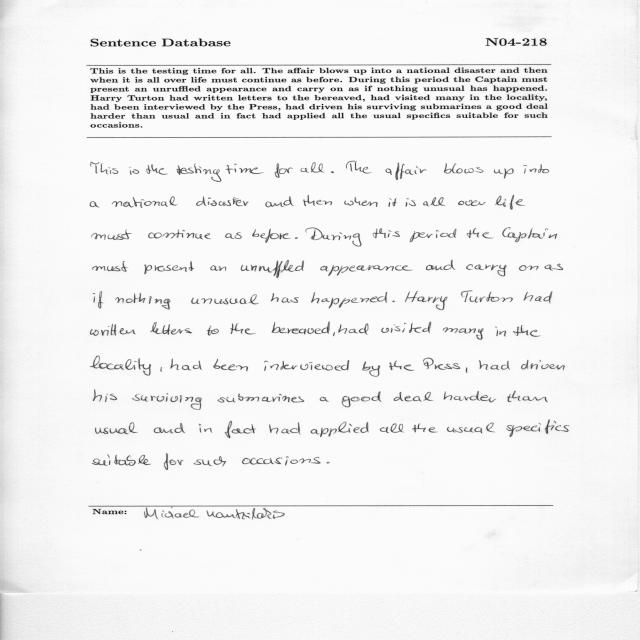 Sentence Database N04-218
This is the testing time for all. The affair blows up into a national disaster and then
when it is all over life must continue as before. During this period the Captain must
present an unruffled appearance and carry on as if nothing unusual has happened.
Harry Turton had written letters to the bereaved, had visited many in the locality,
had been interviewed by the Press, had driven his surviving submarines a good deal
harder than usual and in fact had applied all the usual specifics suitable for such
occasions.
This is the testing time for all. The affair blows up into
a national disaster and then when it is all over life
must continue as before. During this period the Captain
must present an unruffled appearance and carry on as
if nothing unusual has happened. Harry Turton had
written letters to the bereaved, had visited many in the
locality, had been interviewed by the Press, had driven
his surviving submarines a good deal harder than
usual and in fact had applied all the usual specifics
suitable for such occasions.
Name: Michael